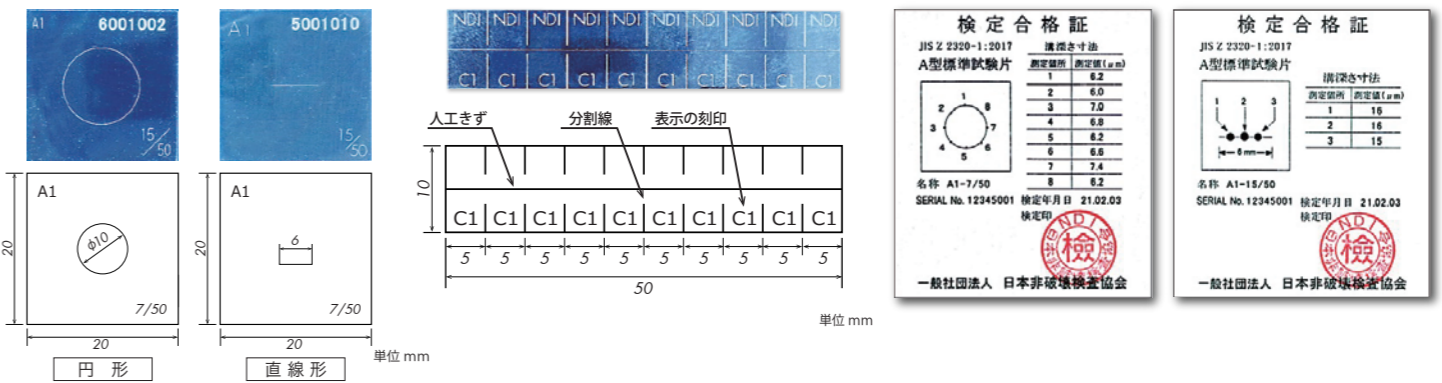 A1 6001002
15/50
A1 5001010
15/50
A1
φ10
7/50
20
20
円 形
A1
6
7/50
20
20
直 線 形
単位 mm
NDI NDI NDI NDI NDI NDI NDI NDI NDI NDI
C1 C1 C1 C1 C1 C1 C1 C1 C1 C1
人工きず 分割線 表示の刻印
10
C1 C1 C1 C1 C1 C1 C1 C1 C1 C1
5 5 5 5 5 5 5 5 5 5
50
単位 mm
検定合格証
JIS Z 2320-1:2017
A型標準試験片
溝深さ寸法
測定個所 測定値(μm)
1 6.2
2 6.0
3 7.0
4 6.8
5 6.2
6 6.6
7 7.4
8 6.2
1
2 8
3 7
4 6
5
名称 A1-7/50
SERIAL No. 12345001 検定年月日 21.02.03
検定印
NDI
檢
一般社団法人 日本非破壊検査協会
検定合格証
JIS Z 2320-1:2017
A型標準試験片
溝深さ寸法
測定個所 測定値(μm)
1 16
2 16
3 15
1 2 3
6mm
名称 A1-15/50
SERIAL No. 12345001 検定年月日 21.02.03
検定印
NDI
檢
一般社団法人 日本非破壊検査協会